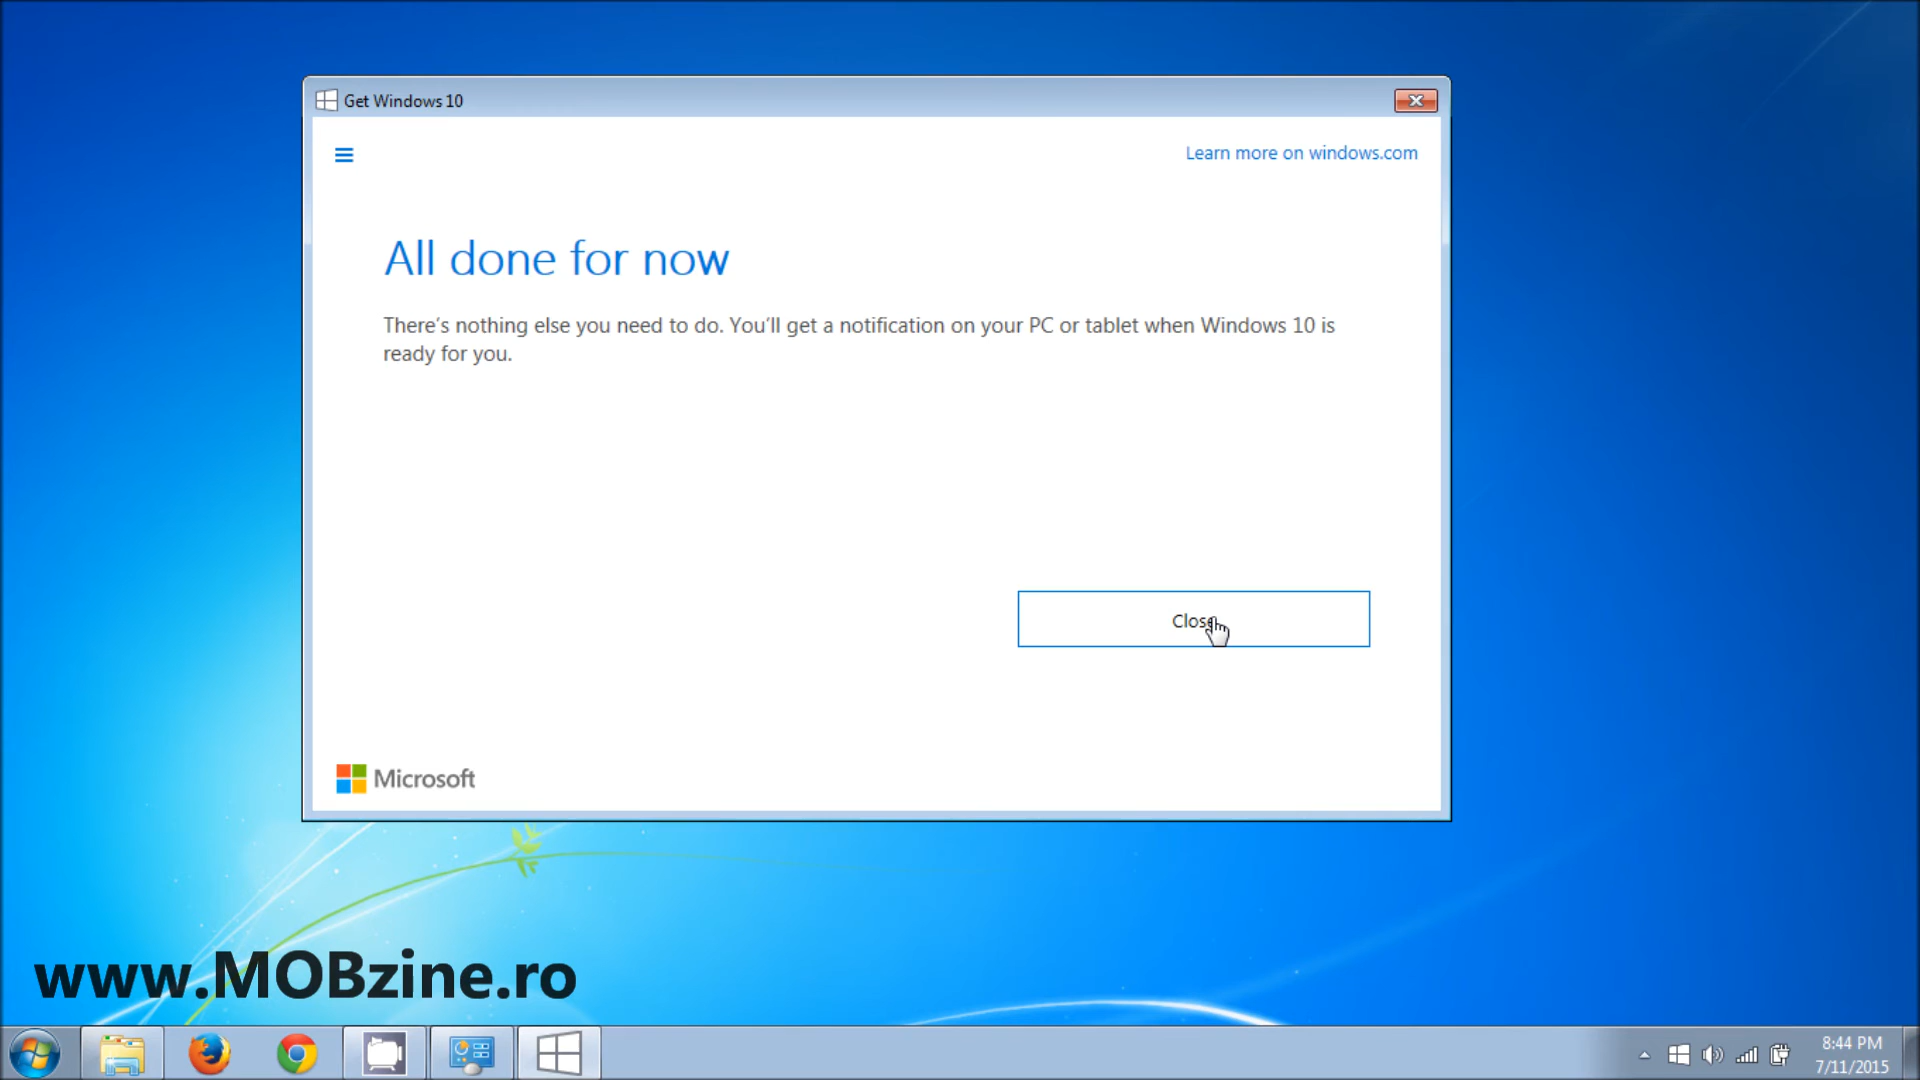 Get Windows 10
Learn more on windows.com
All done for now
There's nothing else you need to do. You'll get a notification on your PC or tablet when Windows 10 is
ready for you.
Close
Microsoft
www.MOBzine.ro
8:44 PM
7/11/2015